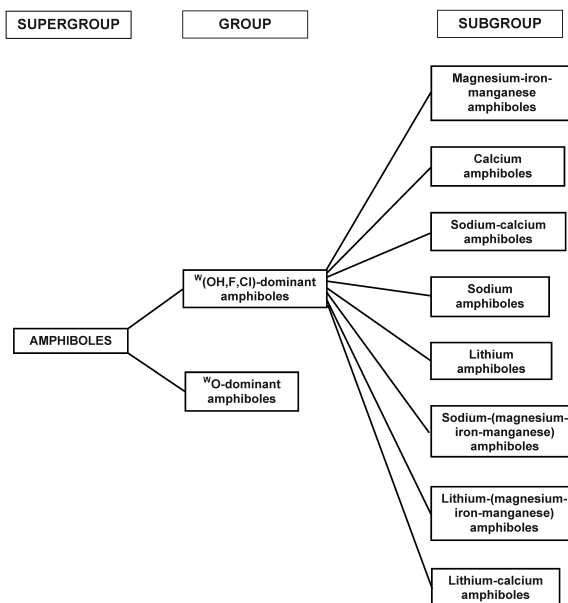 SUPERGROUP
GROUP
SUBGROUP
Magnesium-iron-
manganese
amphiboles
Calcium
amphiboles
Sodium-calcium
amphiboles
ᵂ(OH,F,Cl)-dominant
amphiboles
Sodium
amphiboles
AMPHIBOLES
Lithium
amphiboles
ᵂO-dominant
amphiboles
Sodium-(magnesium-
iron-manganese)
amphiboles
Lithium-(magnesium-
iron-manganese)
amphiboles
Lithium-calcium
amphiboles